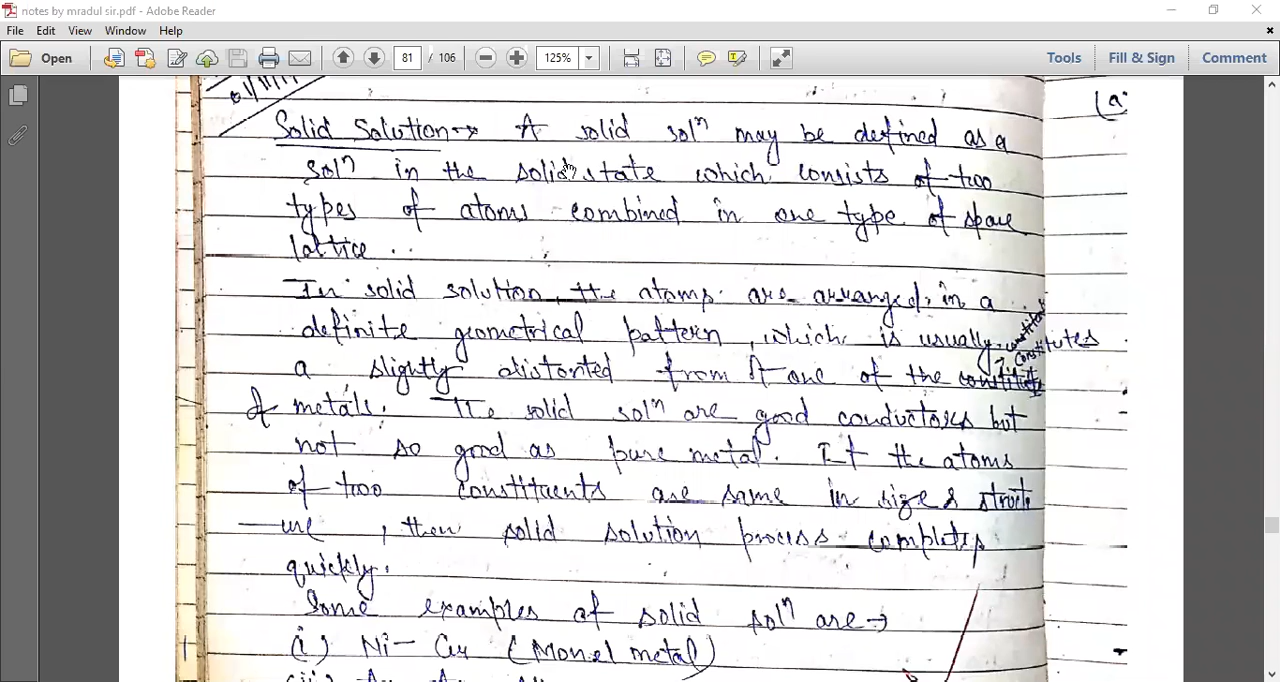 notes by mradul sir.pdf - Adobe Reader
File Edit View Window Help
Open 81 / 106 125% Tools Fill & Sign Comment
(a
Solid Solution → A solid solⁿ may be defined as a
solⁿ in the solid state which consists of two
types of atoms combined in one type of space
lattice.
In solid solution, the atoms are arranged in a
definite geometrical pattern, which is usually constitutes
a slightly distorted from of one of the
of metals. The solid solⁿ are good conductors but
not so good as pure metal. If the atoms
of two constituents are same in size & struct
-ure, then solid solution process completes
quickly.
Some examples of solid solⁿ are →
(i) Ni - Cu (Monel metal)